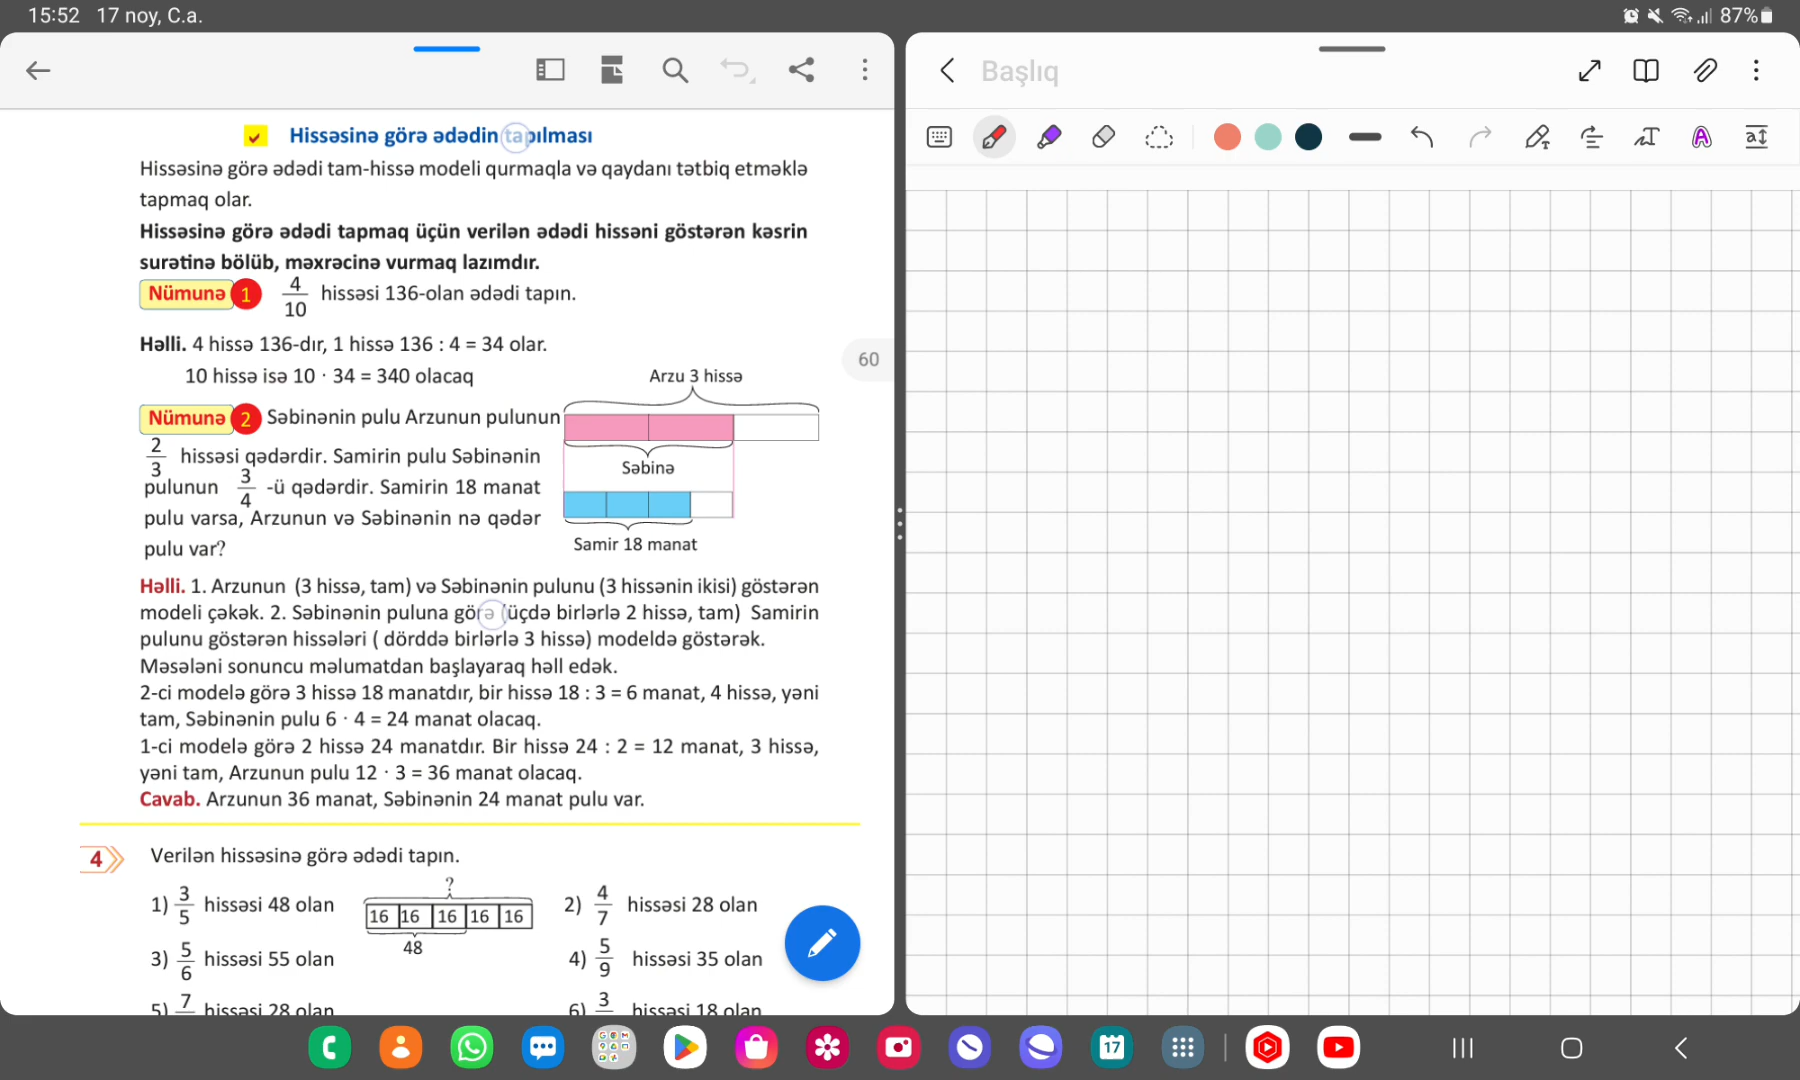 15:52 17 noy, C.a.
87%
Başlıq
Hissəsinə görə ədədin tapılması
Hissəsinə görə ədədi tam-hissə modeli qurmaqla və qaydanı tətbiq etməklə
tapmaq olar.
Hissəsinə görə ədədi tapmaq üçün verilən ədədi hissəni göstərən kəsrin
surətinə bölüb, məxrəcinə vurmaq lazımdır.
Nümunə 1 4/10 hissəsi 136-olan ədədi tapın.
Həlli. 4 hissə 136-dır, 1 hissə 136 : 4 = 34 olar.
10 hissə isə 10 · 34 = 340 olacaq
60
Arzu 3 hissə
Nümunə 2 Səbinənin pulu Arzunun pulunun
2/3 hissəsi qədərdir. Samirin pulu Səbinənin
pulunun 3/4 -ü qədərdir. Samirin 18 manat
pulu varsa, Arzunun və Səbinənin nə qədər
pulu var?
Səbinə
Samir 18 manat
Həlli. 1. Arzunun (3 hissə, tam) və Səbinənin pulunu (3 hissənin ikisi) göstərən
modeli çəkək. 2. Səbinənin puluna görə (üçdə birlərlə 2 hissə, tam) Samirin
pulunu göstərən hissələri ( dörddə birlərlə 3 hissə) modeldə göstərək.
Məsələni sonuncu məlumatdan başlayaraq həll edək.
2-ci modelə görə 3 hissə 18 manatdır, bir hissə 18 : 3 = 6 manat, 4 hissə, yəni
tam, Səbinənin pulu 6 · 4 = 24 manat olacaq.
1-ci modelə görə 2 hissə 24 manatdır. Bir hissə 24 : 2 = 12 manat, 3 hissə,
yəni tam, Arzunun pulu 12 · 3 = 36 manat olacaq.
Cavab. Arzunun 36 manat, Səbinənin 24 manat pulu var.
4 Verilən hissəsinə görə ədədi tapın.
?
1) 3/5 hissəsi 48 olan
16 16 16 16 16
48
2) 4/7 hissəsi 28 olan
3) 5/6 hissəsi 55 olan
4) 5/9 hissəsi 35 olan
5) 7 hissəsi 28 olan
6) 3 hissəsi 18 olan
17